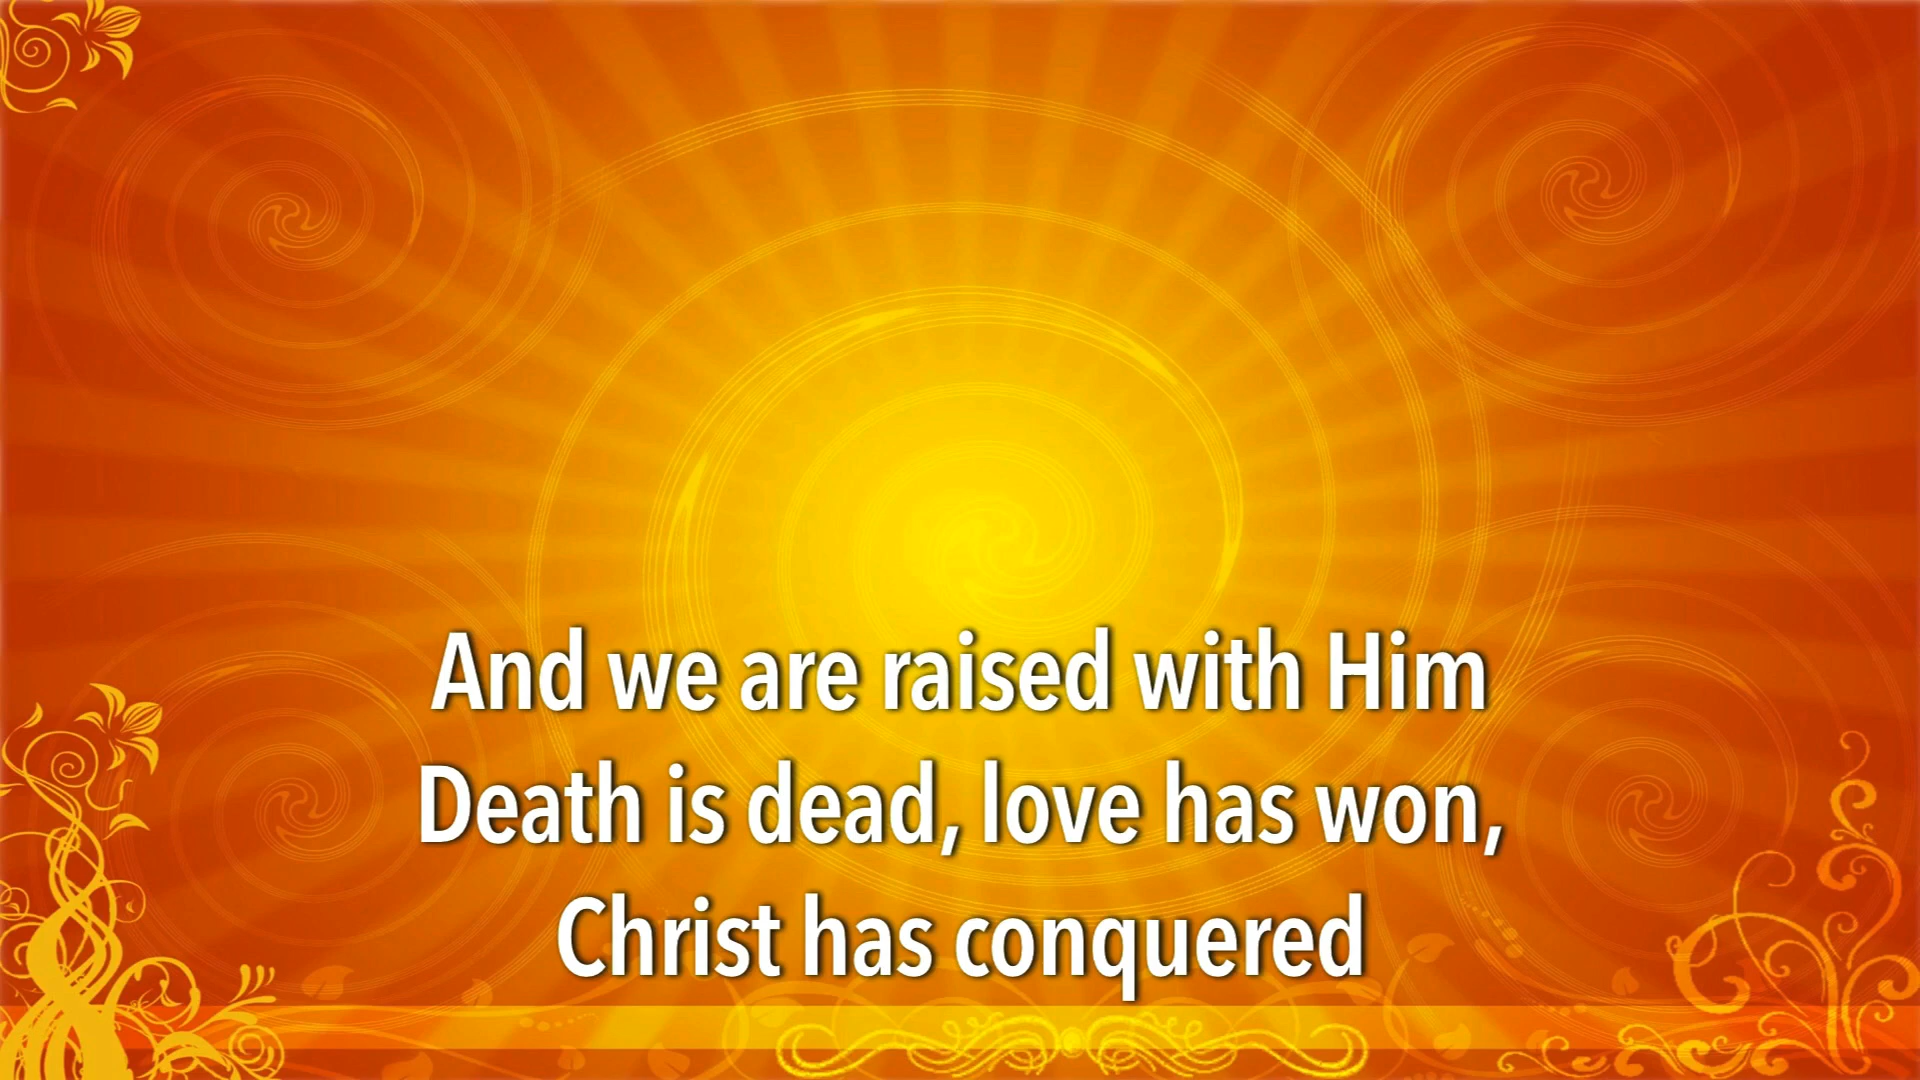 And we are raised with Him
Death is dead, love has won,
Christ has conquered